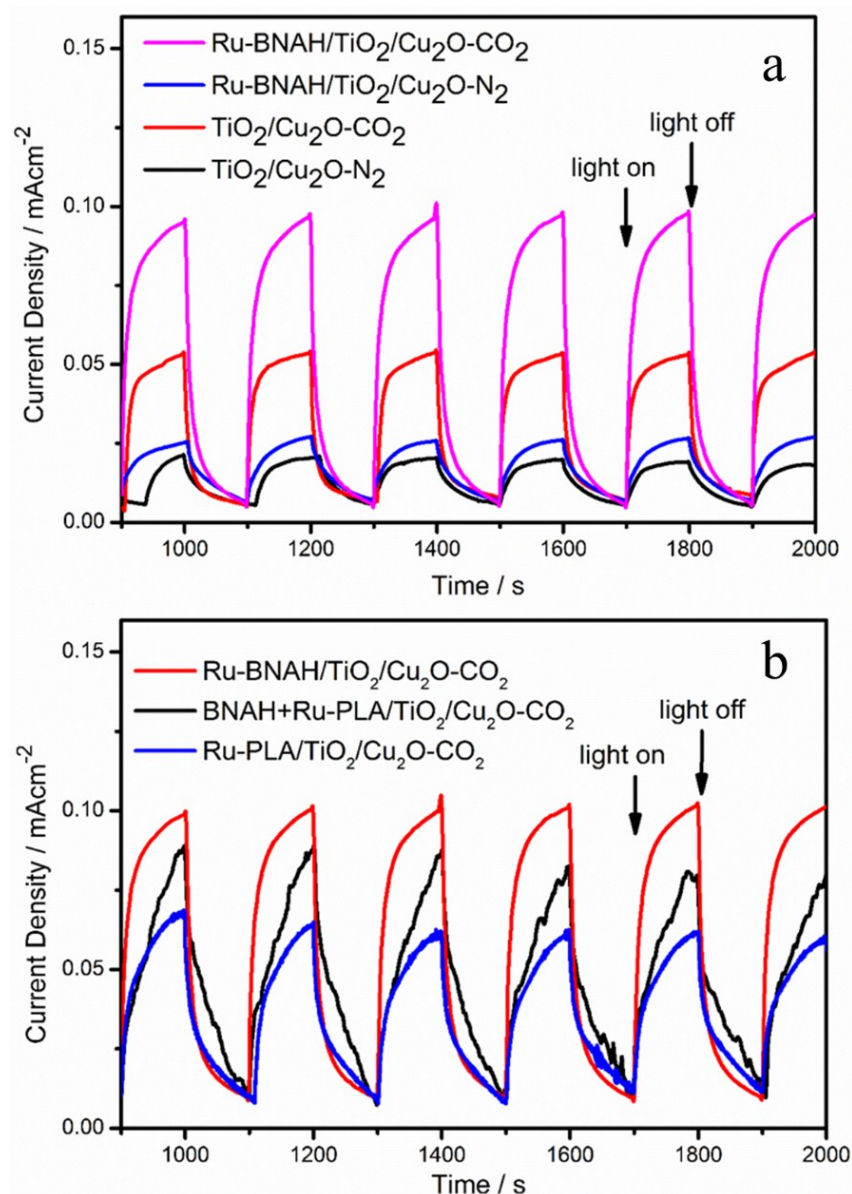 a
0.15
0.10
0.05
0.00
Current Density / mAcm⁻²
Ru-BNAH/TiO₂/Cu₂O-CO₂
Ru-BNAH/TiO₂/Cu₂O-N₂
TiO₂/Cu₂O-CO₂
TiO₂/Cu₂O-N₂
light on
light off
1000 1200 1400 1600 1800 2000
Time / s
b
0.15
0.10
0.05
0.00
Current Density / mAcm⁻²
Ru-BNAH/TiO₂/Cu₂O-CO₂
BNAH+Ru-PLA/TiO₂/Cu₂O-CO₂
Ru-PLA/TiO₂/Cu₂O-CO₂
light on
light off
1000 1200 1400 1600 1800 2000
Time / s